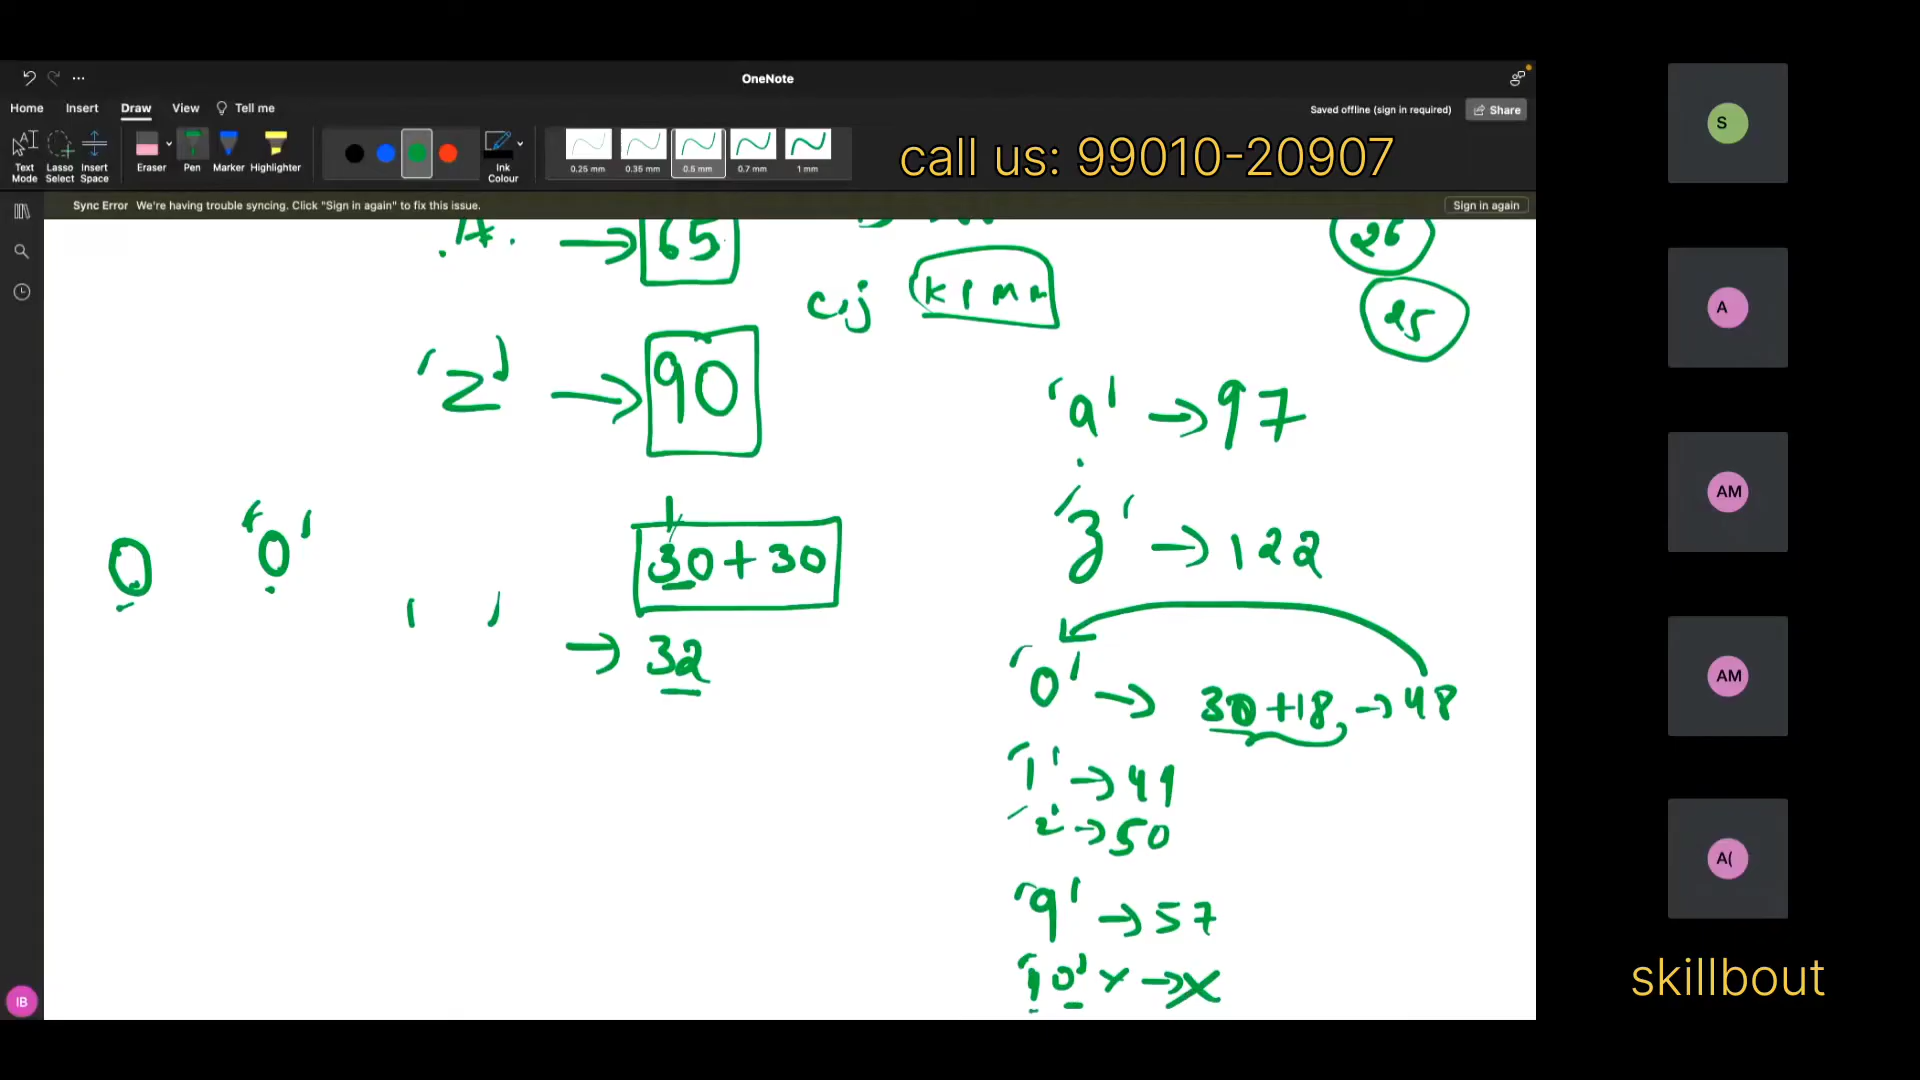 OneNote
Home Insert Draw View Tell me
Saved offline (sign in required) Share
Text Mode
Lasso Select
Insert Space
Eraser
Pen
Marker
Highlighter
Ink Colour
0.25 mm
0.35 mm
0.5 mm
0.7 mm
1 mm
call us: 99010-20907
Sync Error We're having trouble syncing. Click "Sign in again" to fix this issue.
Sign in again
'A' → 65
26
25
'Z' → 90
'a' → 97
'z' → 122
0 '0'
30+30
' ' → 32
'0' → 30+18 → 48
'1' → 49
'2' → 50
'9' → 57
'10' x → x
S
A
AM
AM
A(
IB
skillbout